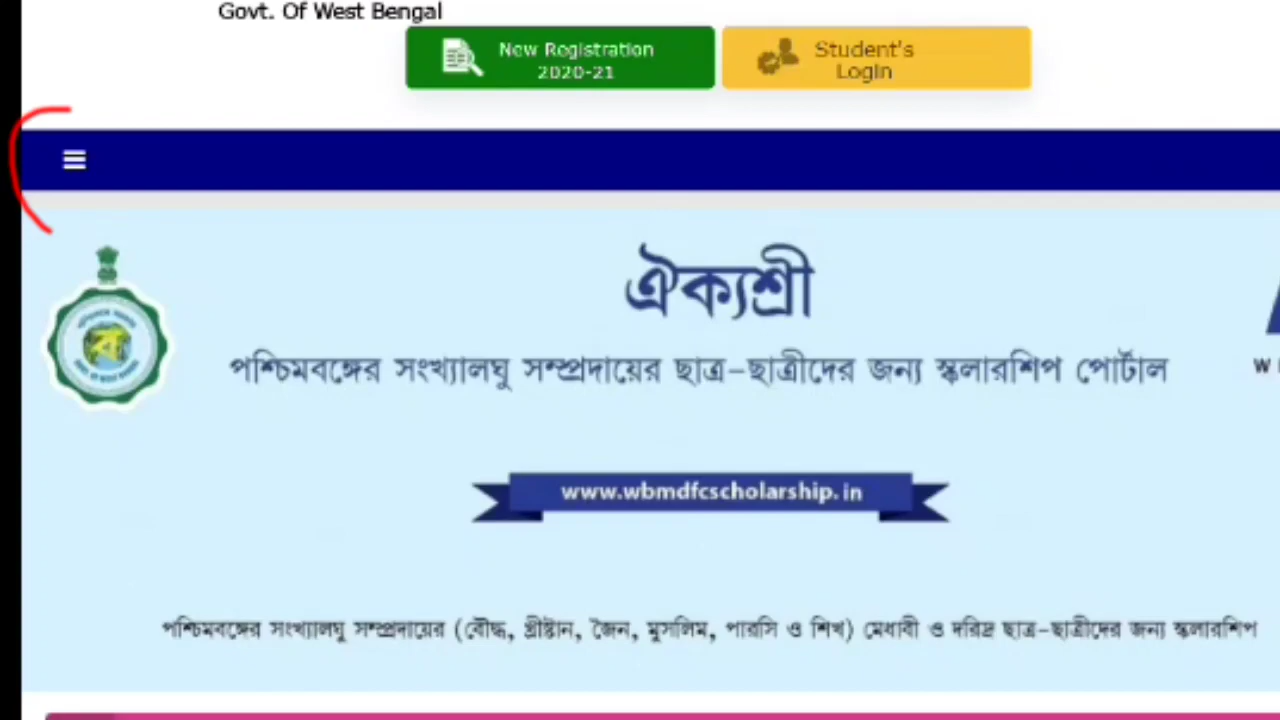 Govt. Of West Bengal
New Registration
2020-21
Student's
Login
ঐক্যশ্রী
পশ্চিমবঙ্গের সংখ্যালঘু সম্প্রদায়ের ছাত্র-ছাত্রীদের জন্য স্কলারশিপ পোর্টাল
www.wbmdfcscholarship.in
পশ্চিমবঙ্গের সংখ্যালঘু সম্প্রদায়ের (বৌদ্ধ, খ্রীষ্টান, জৈন, মুসলিম, পারসি ও শিখ) মেধাবী ও দরিদ্র ছাত্র-ছাত্রীদের জন্য স্কলারশিপ